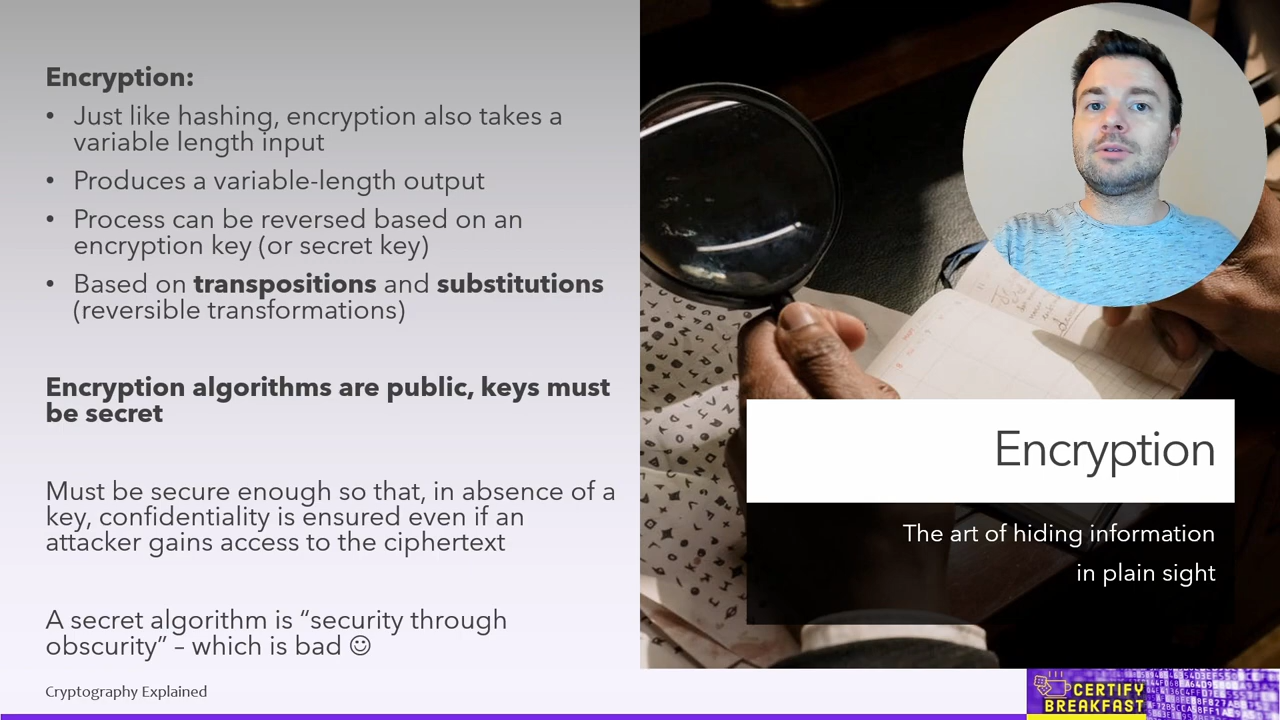 Encryption:
• Just like hashing, encryption also takes a
variable length input
• Produces a variable-length output
• Process can be reversed based on an
encryption key (or secret key)
• Based on transpositions and substitutions
(reversible transformations)
Encryption algorithms are public, keys must
be secret
Must be secure enough so that, in absence of a
key, confidentiality is ensured even if an
attacker gains access to the ciphertext
A secret algorithm is “security through
obscurity” – which is bad ☺
Encryption
The art of hiding information
in plain sight
Cryptography Explained
CERTIFY
BREAKFAST